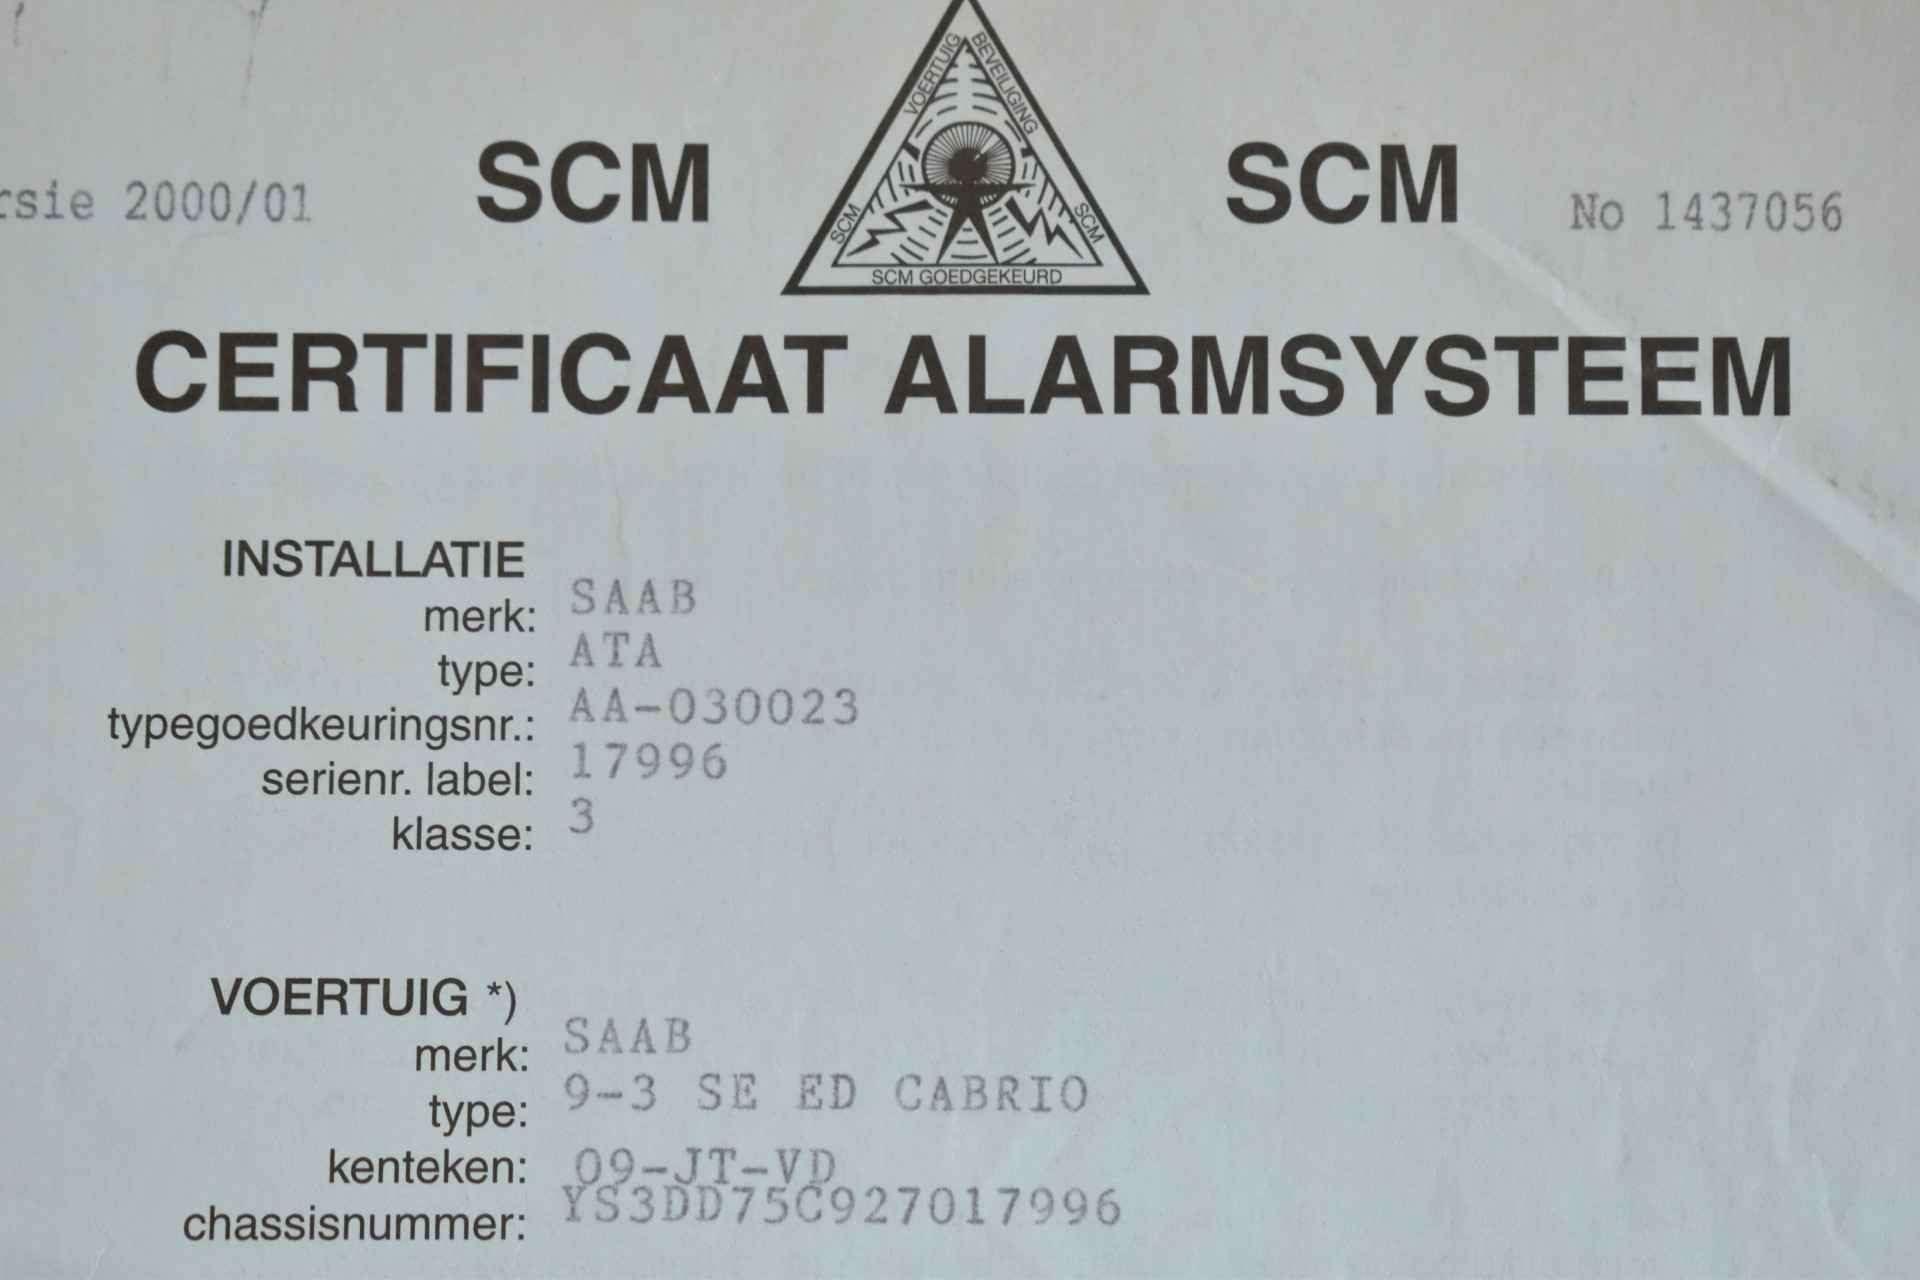 VOERTUIG BEVEILIGING
rsie 2000/01 SCM SCM No 1437056
SCM SCM
SCM GOEDGEKEURD
CERTIFICAAT ALARMSYSTEEM
INSTALLATIE
merk: SAAB
type: ATA
typegoedkeuringsnr.: AA-030023
serienr. label: 17996
klasse: 3
VOERTUIG *)
merk: SAAB
type: 9-3 SE ED CABRIO
kenteken: 09-JT-VD
chassisnummer: YS3DD75C927017996